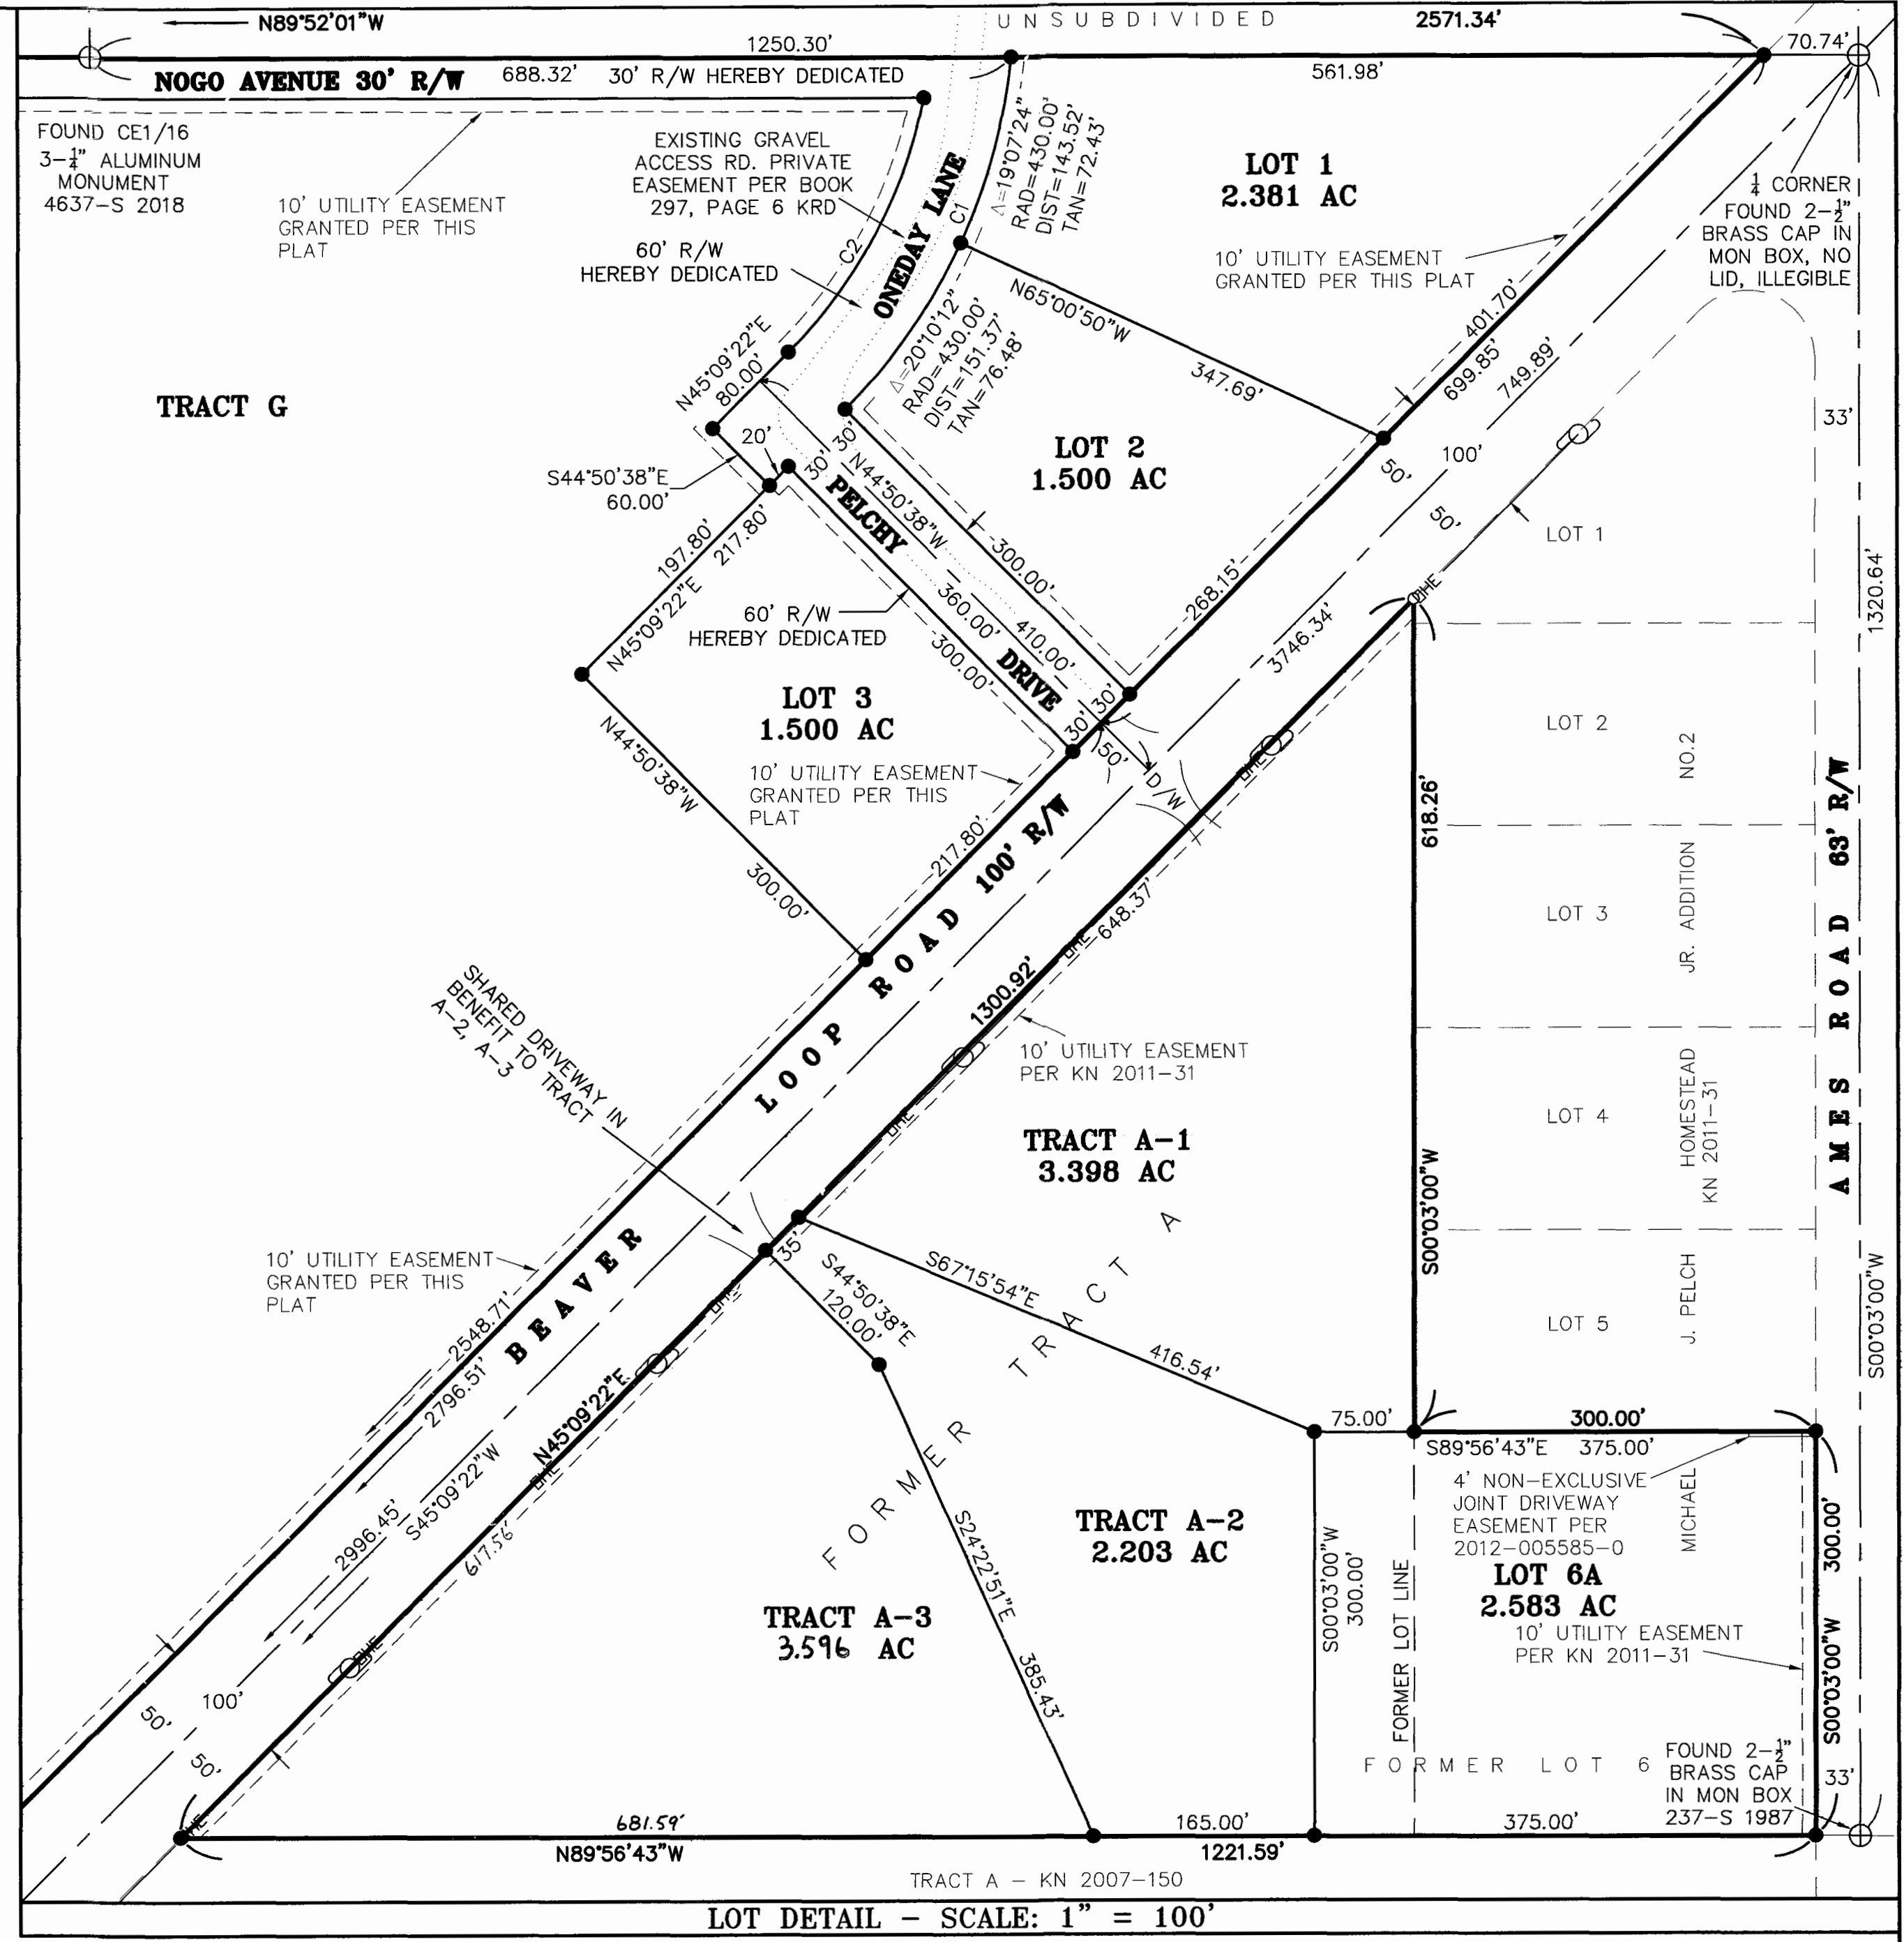 N89°52'01"W
UNSUBDIVIDED
2571.34'
1250.30'
70.74'
NOGO AVENUE 30' R/W
688.32'
30' R/W HEREBY DEDICATED
561.98'
FOUND CE1/16
3-¼" ALUMINUM
MONUMENT
4637-S 2018
10' UTILITY EASEMENT
GRANTED PER THIS
PLAT
EXISTING GRAVEL
ACCESS RD. PRIVATE
EASEMENT PER BOOK
297, PAGE 6 KRD
60' R/W
HEREBY DEDICATED
C2
ONEDAY LANE
C1
Δ=19°07'24"
RAD=430.00'
DIST=143.52'
TAN=72.43'
LOT 1
2.381 AC
10' UTILITY EASEMENT
GRANTED PER THIS PLAT
¼ CORNER
FOUND 2-½"
BRASS CAP IN
MON BOX, NO
LID, ILLEGIBLE
N65°00'50"W
347.69'
401.70'
699.85'
749.89'
Δ=20°10'12"
RAD=430.00'
DIST=151.37'
TAN=76.48'
N45°09'22"E
80.00'
TRACT G
20'
S44°50'38"E
60.00'
30'
30'
N44°50'38"W
PELCHY
DRIVE
300.00'
360.00'
410.00'
300.00'
LOT 2
1.500 AC
50'
100'
50'
33'
LOT 1
1320.64'
197.80'
217.80'
N45°09'22"E
60' R/W
HEREBY DEDICATED
268.15'
3746.34'
OHE
LOT 3
1.500 AC
N44°50'38"W
300.00'
10' UTILITY EASEMENT
GRANTED PER THIS
PLAT
30'
30'
50'
D/W
OHE
LOT 2
618.26'
217.80'
BEAVER LOOP ROAD 100' R/W
648.37'
OHE
1300.92'
LOT 3
MICHAEL J. PELCH HOMESTEAD JR. ADDITION NO.2
KN 2011-31
AMES ROAD 63' R/W
SHARED DRIVEWAY IN
BENEFIT TO TRACT
A-2, A-3
10' UTILITY EASEMENT
PER KN 2011-31
OHE
TRACT A-1
3.398 AC
LOT 4
S00°03'00"W
FORMER TRACT A
35'
S44°50'38"E
120.00'
S67°15'54"E
416.54'
10' UTILITY EASEMENT
GRANTED PER THIS
PLAT
OHE
LOT 5
S00°03'00"W
2548.71'
2796.51'
N45°09'22"E
75.00'
300.00'
S89°56'43"E
375.00'
4' NON-EXCLUSIVE
JOINT DRIVEWAY
EASEMENT PER
2012-005585-0
OHE
2996.45'
S45°09'22"W
617.56'
S24°22'51"E
385.43'
TRACT A-2
2.203 AC
S00°03'00"W
300.00'
FORMER LOT LINE
LOT 6A
2.583 AC
10' UTILITY EASEMENT
PER KN 2011-31
300.00'
S00°03'00"W
TRACT A-3
3.596 AC
OHE
50'
100'
50'
FORMER LOT 6
FOUND 2-½"
BRASS CAP
IN MON BOX
237-S 1987
33'
OHE
681.59'
165.00'
375.00'
N89°56'43"W
1221.59'
TRACT A - KN 2007-150
LOT DETAIL - SCALE: 1" = 100'